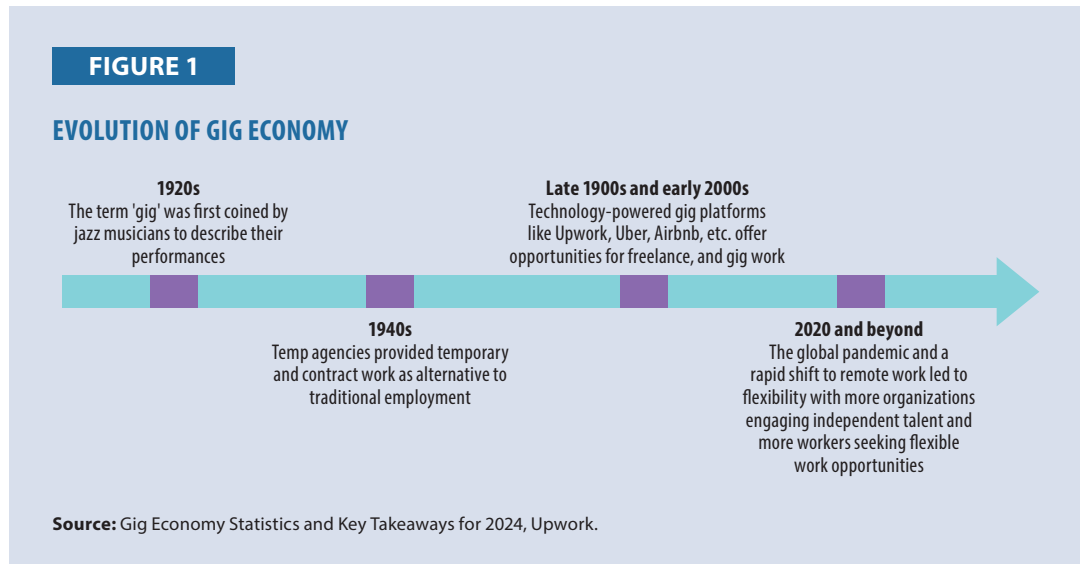 FIGURE 1
EVOLUTION OF GIG ECONOMY
1920s
The term 'gig' was first coined by
jazz musicians to describe their
performances
1940s
Temp agencies provided temporary
and contract work as alternative to
traditional employment
Late 1900s and early 2000s
Technology-powered gig platforms
like Upwork, Uber, Airbnb, etc. offer
opportunities for freelance, and gig work
2020 and beyond
The global pandemic and a
rapid shift to remote work led to
flexibility with more organizations
engaging independent talent and
more workers seeking flexible
work opportunities
Source: Gig Economy Statistics and Key Takeaways for 2024, Upwork.